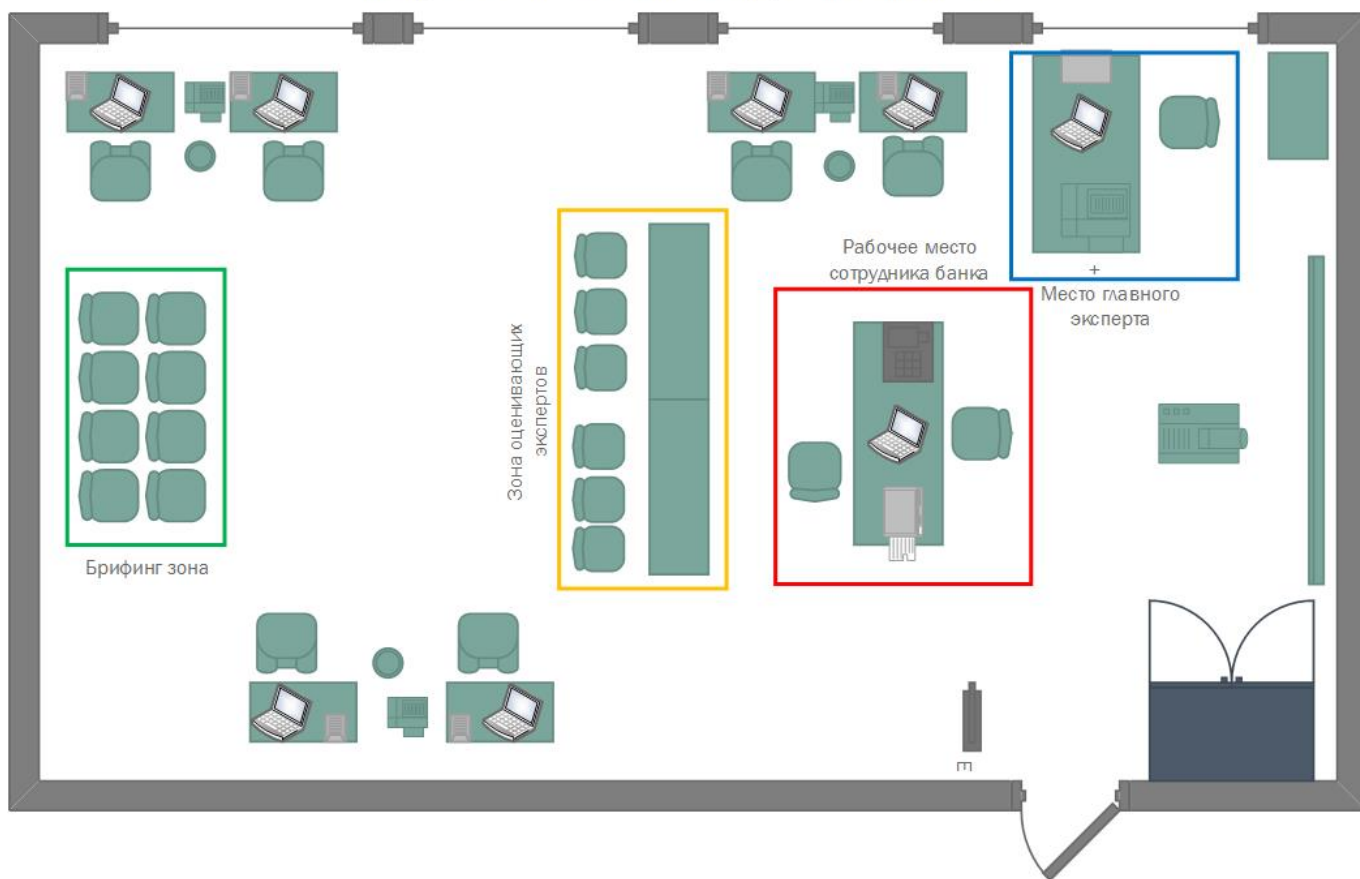 Рабочее место
сотрудника банка
+
Место главного
эксперта
Зона оценивающих
экспертов
Брифинг зона
E